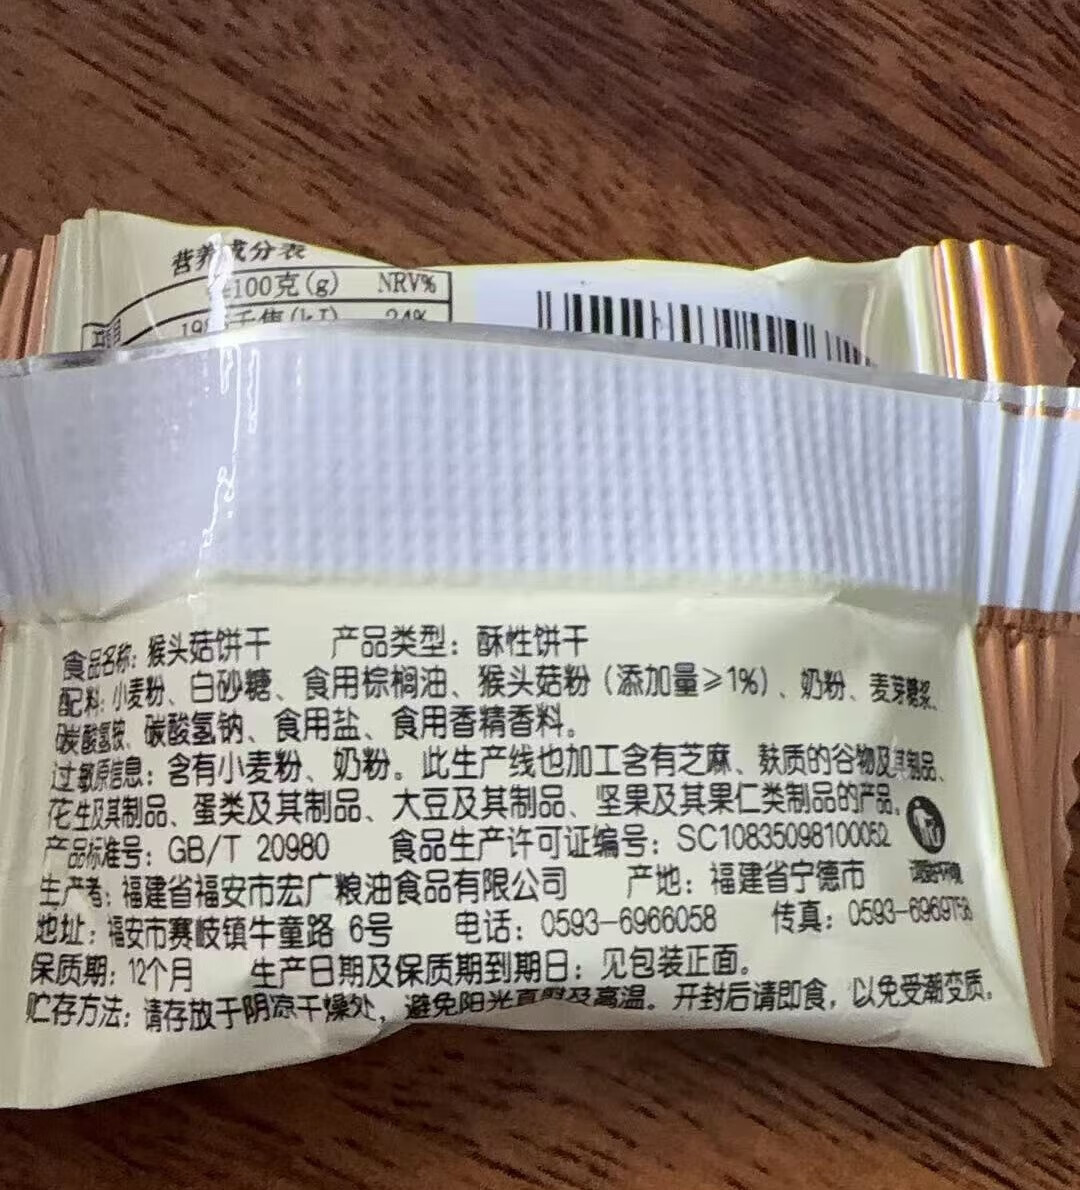 营养成分表
100克(g) NRV%
千焦(kJ) 24%
食品名称: 猴头菇饼干 产品类型: 酥性饼干
配料: 小麦粉、白砂糖、食用棕榈油、猴头菇粉(添加量≥1%)、奶粉、麦芽糖浆、
碳酸氢铵、碳酸氢钠、食用盐、食用香精香料。
过敏原信息: 含有小麦粉、奶粉。此生产线也加工含有芝麻、麸质的谷物及其制品、
花生及其制品、蛋类及其制品、大豆及其制品、坚果及其果仁类制品的产品。
产品标准号: GB/T 20980 食品生产许可证编号: SC10835098100052
生产者: 福建省福安市宏广粮油食品有限公司 产地: 福建省宁德市
地址: 福安市赛岐镇牛童路 6号 电话: 0593-6966058 传真: 0593-6969758
保质期: 12个月 生产日期及保质期到期日: 见包装正面。
贮存方法: 请存放于阴凉干燥处, 避免阳光直射及高温。开封后请即食, 以免受潮变质。